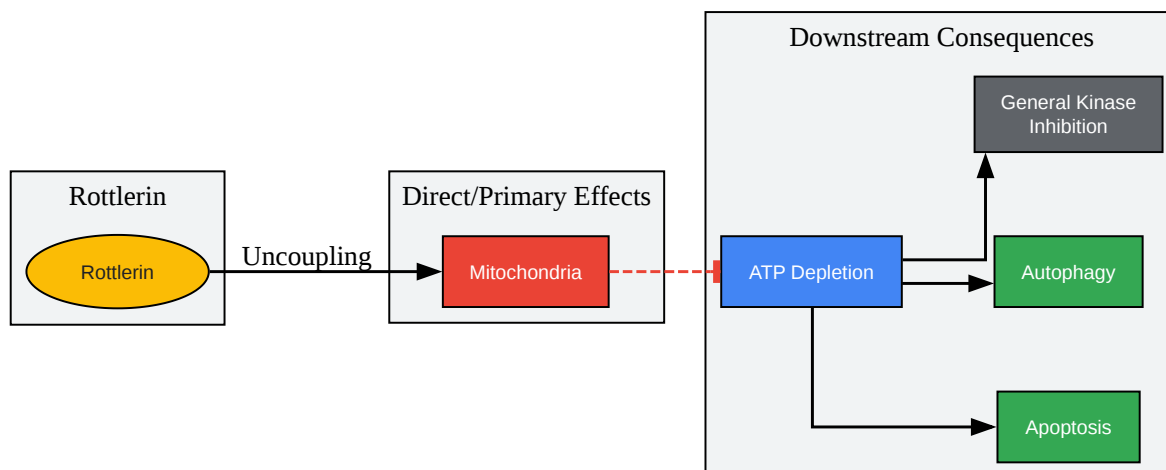 Rottlerin
Rottlerin
Uncoupling
Direct/Primary Effects
Mitochondria
Downstream Consequences
General Kinase
Inhibition
ATP Depletion
Autophagy
Apoptosis